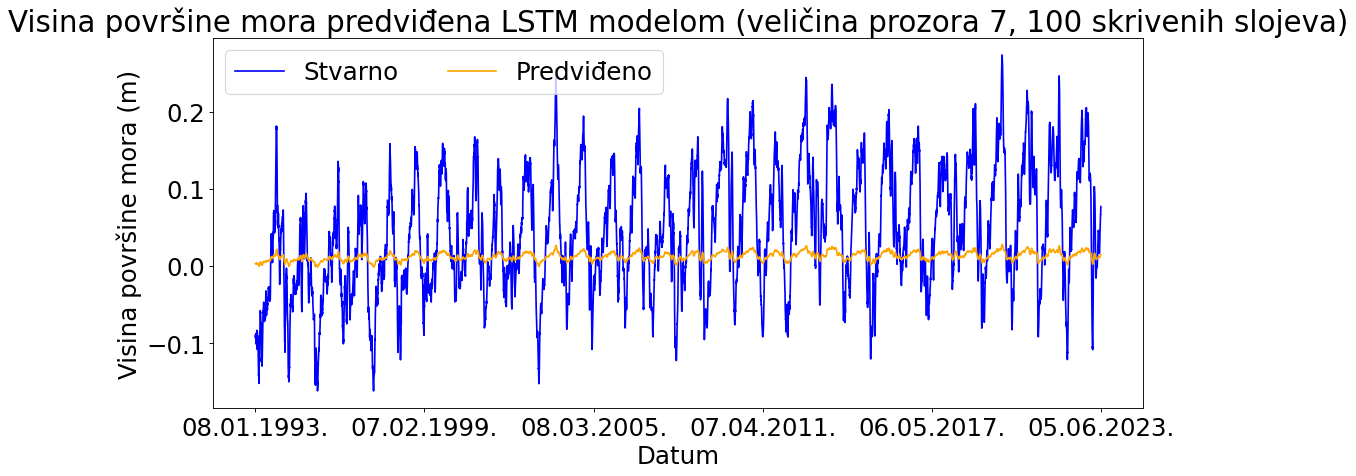 Visina površine mora predviđena LSTM modelom (veličina prozora 7, 100 skrivenih slojeva)
Stvarno Predviđeno
Visina površine mora (m)
0.2
0.1
0.0
−0.1
08.01.1993. 07.02.1999. 08.03.2005. 07.04.2011. 06.05.2017. 05.06.2023.
Datum